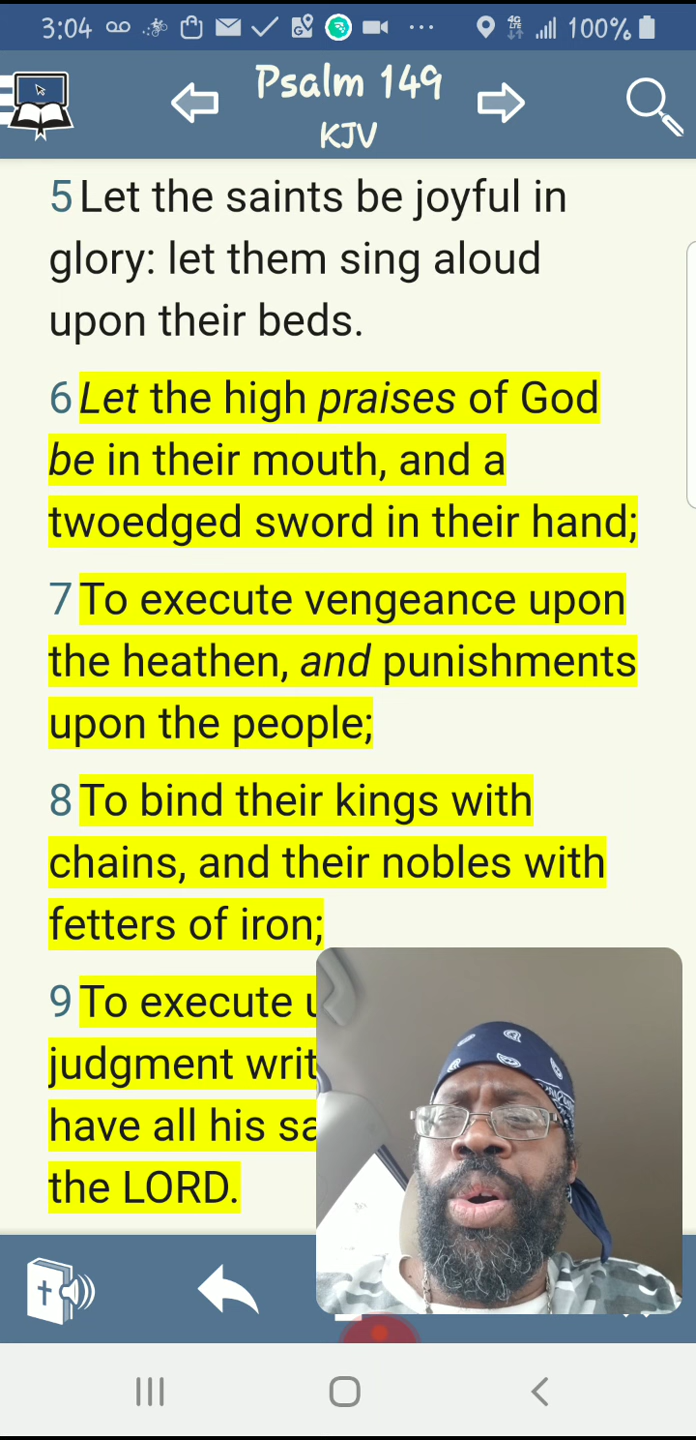 3:04 4G LTE 100%
Psalm 149
KJV
5 Let the saints be joyful in
glory: let them sing aloud
upon their beds.
6 Let the high praises of God
be in their mouth, and a
twoedged sword in their hand;
7 To execute vengeance upon
the heathen, and punishments
upon the people;
8 To bind their kings with
chains, and their nobles with
fetters of iron;
9 To execute
judgment writ
have all his sa
the LORD.